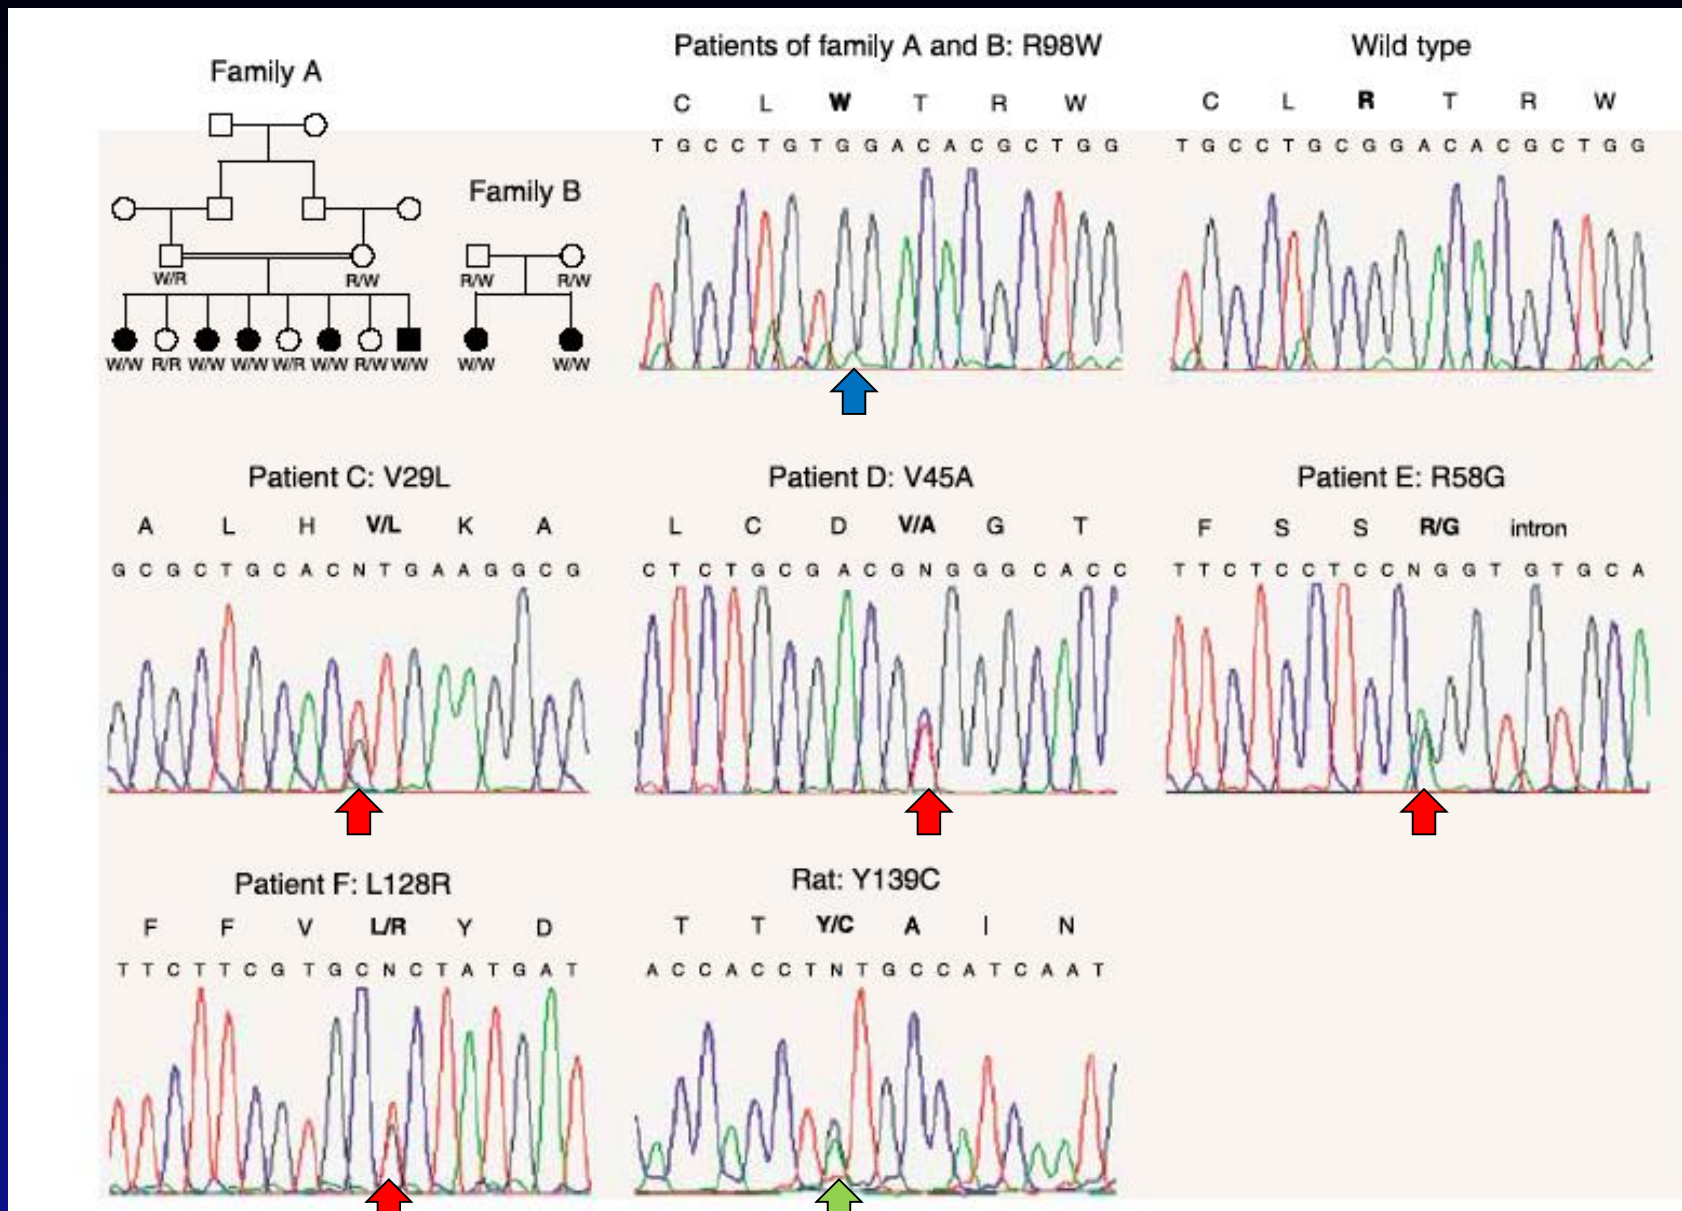 Family A
W/R R/W
W/W R/R W/W W/W W/R W/W R/W W/W
Family B
R/W R/W
W/W W/W
Patients of family A and B: R98W
C L W T R W
T G C C T G T G G A C A C G C T G G
Wild type
C L R T R W
T G C C T G C G G A C A C G C T G G
Patient C: V29L
A L H V/L K A
G C G C T G C A C N T G A A G G C G
Patient D: V45A
L C D V/A G T
C T C T G C G A C G N G G G C A C C
Patient E: R58G
F S S R/G intron
T T C T C C T C C N G G T G T G C A
Patient F: L128R
F F V L/R Y D
T T C T T C G T G C N C T A T G A T
Rat: Y139C
T T Y/C A I N
A C C A C C T N T G C C A T C A A T